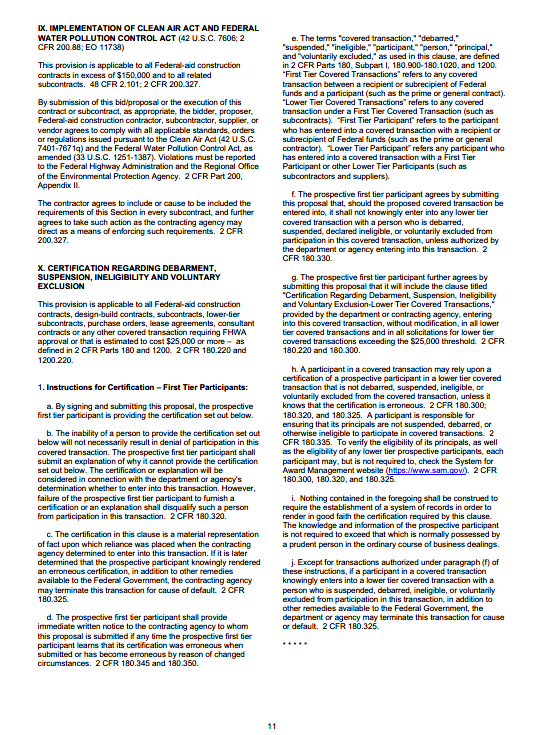 IX. IMPLEMENTATION OF CLEAN AIR ACT AND FEDERAL
WATER POLLUTION CONTROL ACT (42 U.S.C. 7606; 2
CFR 200.88; EO 11738)
This provision is applicable to all Federal-aid construction
contracts in excess of $150,000 and to all related
subcontracts. 48 CFR 2.101; 2 CFR 200.327.
By submission of this bid/proposal or the execution of this
contract or subcontract, as appropriate, the bidder, proposer,
Federal-aid construction contractor, subcontractor, supplier, or
vendor agrees to comply with all applicable standards, orders
or regulations issued pursuant to the Clean Air Act (42 U.S.C.
7401-7671q) and the Federal Water Pollution Control Act, as
amended (33 U.S.C. 1251-1387). Violations must be reported
to the Federal Highway Administration and the Regional Office
of the Environmental Protection Agency. 2 CFR Part 200,
Appendix II.
The contractor agrees to include or cause to be included the
requirements of this Section in every subcontract, and further
agrees to take such action as the contracting agency may
direct as a means of enforcing such requirements. 2 CFR
200.327.
X. CERTIFICATION REGARDING DEBARMENT,
SUSPENSION, INELIGIBILITY AND VOLUNTARY
EXCLUSION
This provision is applicable to all Federal-aid construction
contracts, design-build contracts, subcontracts, lower-tier
subcontracts, purchase orders, lease agreements, consultant
contracts or any other covered transaction requiring FHWA
approval or that is estimated to cost $25,000 or more – as
defined in 2 CFR Parts 180 and 1200. 2 CFR 180.220 and
1200.220.
1. Instructions for Certification – First Tier Participants:
a. By signing and submitting this proposal, the prospective
first tier participant is providing the certification set out below.
b. The inability of a person to provide the certification set out
below will not necessarily result in denial of participation in this
covered transaction. The prospective first tier participant shall
submit an explanation of why it cannot provide the certification
set out below. The certification or explanation will be
considered in connection with the department or agency's
determination whether to enter into this transaction. However,
failure of the prospective first tier participant to furnish a
certification or an explanation shall disqualify such a person
from participation in this transaction. 2 CFR 180.320.
c. The certification in this clause is a material representation
of fact upon which reliance was placed when the contracting
agency determined to enter into this transaction. If it is later
determined that the prospective participant knowingly rendered
an erroneous certification, in addition to other remedies
available to the Federal Government, the contracting agency
may terminate this transaction for cause of default. 2 CFR
180.325.
d. The prospective first tier participant shall provide
immediate written notice to the contracting agency to whom
this proposal is submitted if any time the prospective first tier
participant learns that its certification was erroneous when
submitted or has become erroneous by reason of changed
circumstances. 2 CFR 180.345 and 180.350.
e. The terms "covered transaction," "debarred,"
"suspended," "ineligible," "participant," "person," "principal,"
and "voluntarily excluded," as used in this clause, are defined
in 2 CFR Parts 180, Subpart I, 180.900-180.1020, and 1200.
"First Tier Covered Transactions" refers to any covered
transaction between a recipient or subrecipient of Federal
funds and a participant (such as the prime or general contract).
"Lower Tier Covered Transactions" refers to any covered
transaction under a First Tier Covered Transaction (such as
subcontracts). "First Tier Participant" refers to the participant
who has entered into a covered transaction with a recipient or
subrecipient of Federal funds (such as the prime or general
contractor). "Lower Tier Participant" refers any participant who
has entered into a covered transaction with a First Tier
Participant or other Lower Tier Participants (such as
subcontractors and suppliers).
f. The prospective first tier participant agrees by submitting
this proposal that, should the proposed covered transaction be
entered into, it shall not knowingly enter into any lower tier
covered transaction with a person who is debarred,
suspended, declared ineligible, or voluntarily excluded from
participation in this covered transaction, unless authorized by
the department or agency entering into this transaction. 2
CFR 180.330.
g. The prospective first tier participant further agrees by
submitting this proposal that it will include the clause titled
"Certification Regarding Debarment, Suspension, Ineligibility
and Voluntary Exclusion-Lower Tier Covered Transactions,"
provided by the department or contracting agency, entering
into this covered transaction, without modification, in all lower
tier covered transactions and in all solicitations for lower tier
covered transactions exceeding the $25,000 threshold. 2 CFR
180.220 and 180.300.
h. A participant in a covered transaction may rely upon a
certification of a prospective participant in a lower tier covered
transaction that is not debarred, suspended, ineligible, or
voluntarily excluded from the covered transaction, unless it
knows that the certification is erroneous. 2 CFR 180.300;
180.320, and 180.325. A participant is responsible for
ensuring that its principals are not suspended, debarred, or
otherwise ineligible to participate in covered transactions. 2
CFR 180.335. To verify the eligibility of its principals, as well
as the eligibility of any lower tier prospective participants, each
participant may, but is not required to, check the System for
Award Management website (https://www.sam.gov/). 2 CFR
180.300, 180.320, and 180.325.
i. Nothing contained in the foregoing shall be construed to
require the establishment of a system of records in order to
render in good faith the certification required by this clause.
The knowledge and information of the prospective participant
is not required to exceed that which is normally possessed by
a prudent person in the ordinary course of business dealings.
j. Except for transactions authorized under paragraph (f) of
these instructions, if a participant in a covered transaction
knowingly enters into a lower tier covered transaction with a
person who is suspended, debarred, ineligible, or voluntarily
excluded from participation in this transaction, in addition to
other remedies available to the Federal Government, the
department or agency may terminate this transaction for cause
or default. 2 CFR 180.325.
* * * * *
11